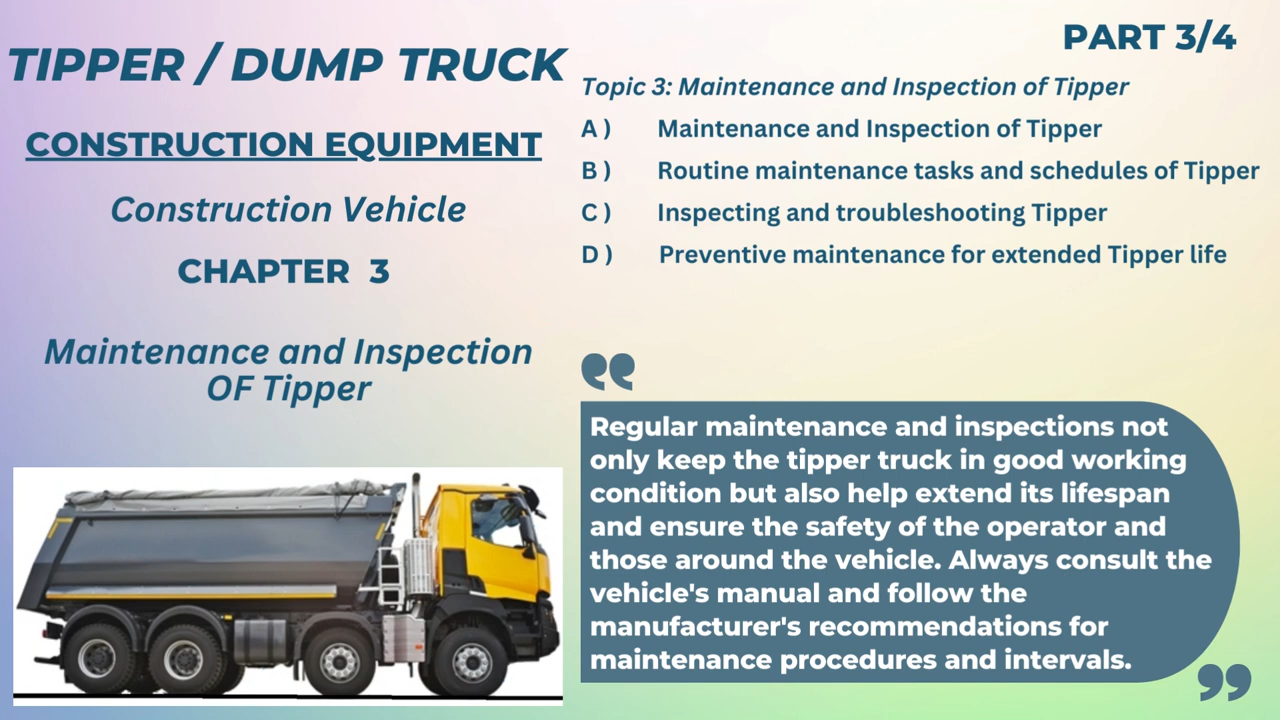 TIPPER / DUMP TRUCK
CONSTRUCTION EQUIPMENT
Construction Vehicle
CHAPTER 3
Maintenance and Inspection
OF Tipper
PART 3/4
Topic 3: Maintenance and Inspection of Tipper
A ) Maintenance and Inspection of Tipper
B ) Routine maintenance tasks and schedules of Tipper
C ) Inspecting and troubleshooting Tipper
D ) Preventive maintenance for extended Tipper life
Regular maintenance and inspections not
only keep the tipper truck in good working
condition but also help extend its lifespan
and ensure the safety of the operator and
those around the vehicle. Always consult the
vehicle's manual and follow the
manufacturer's recommendations for
maintenance procedures and intervals.